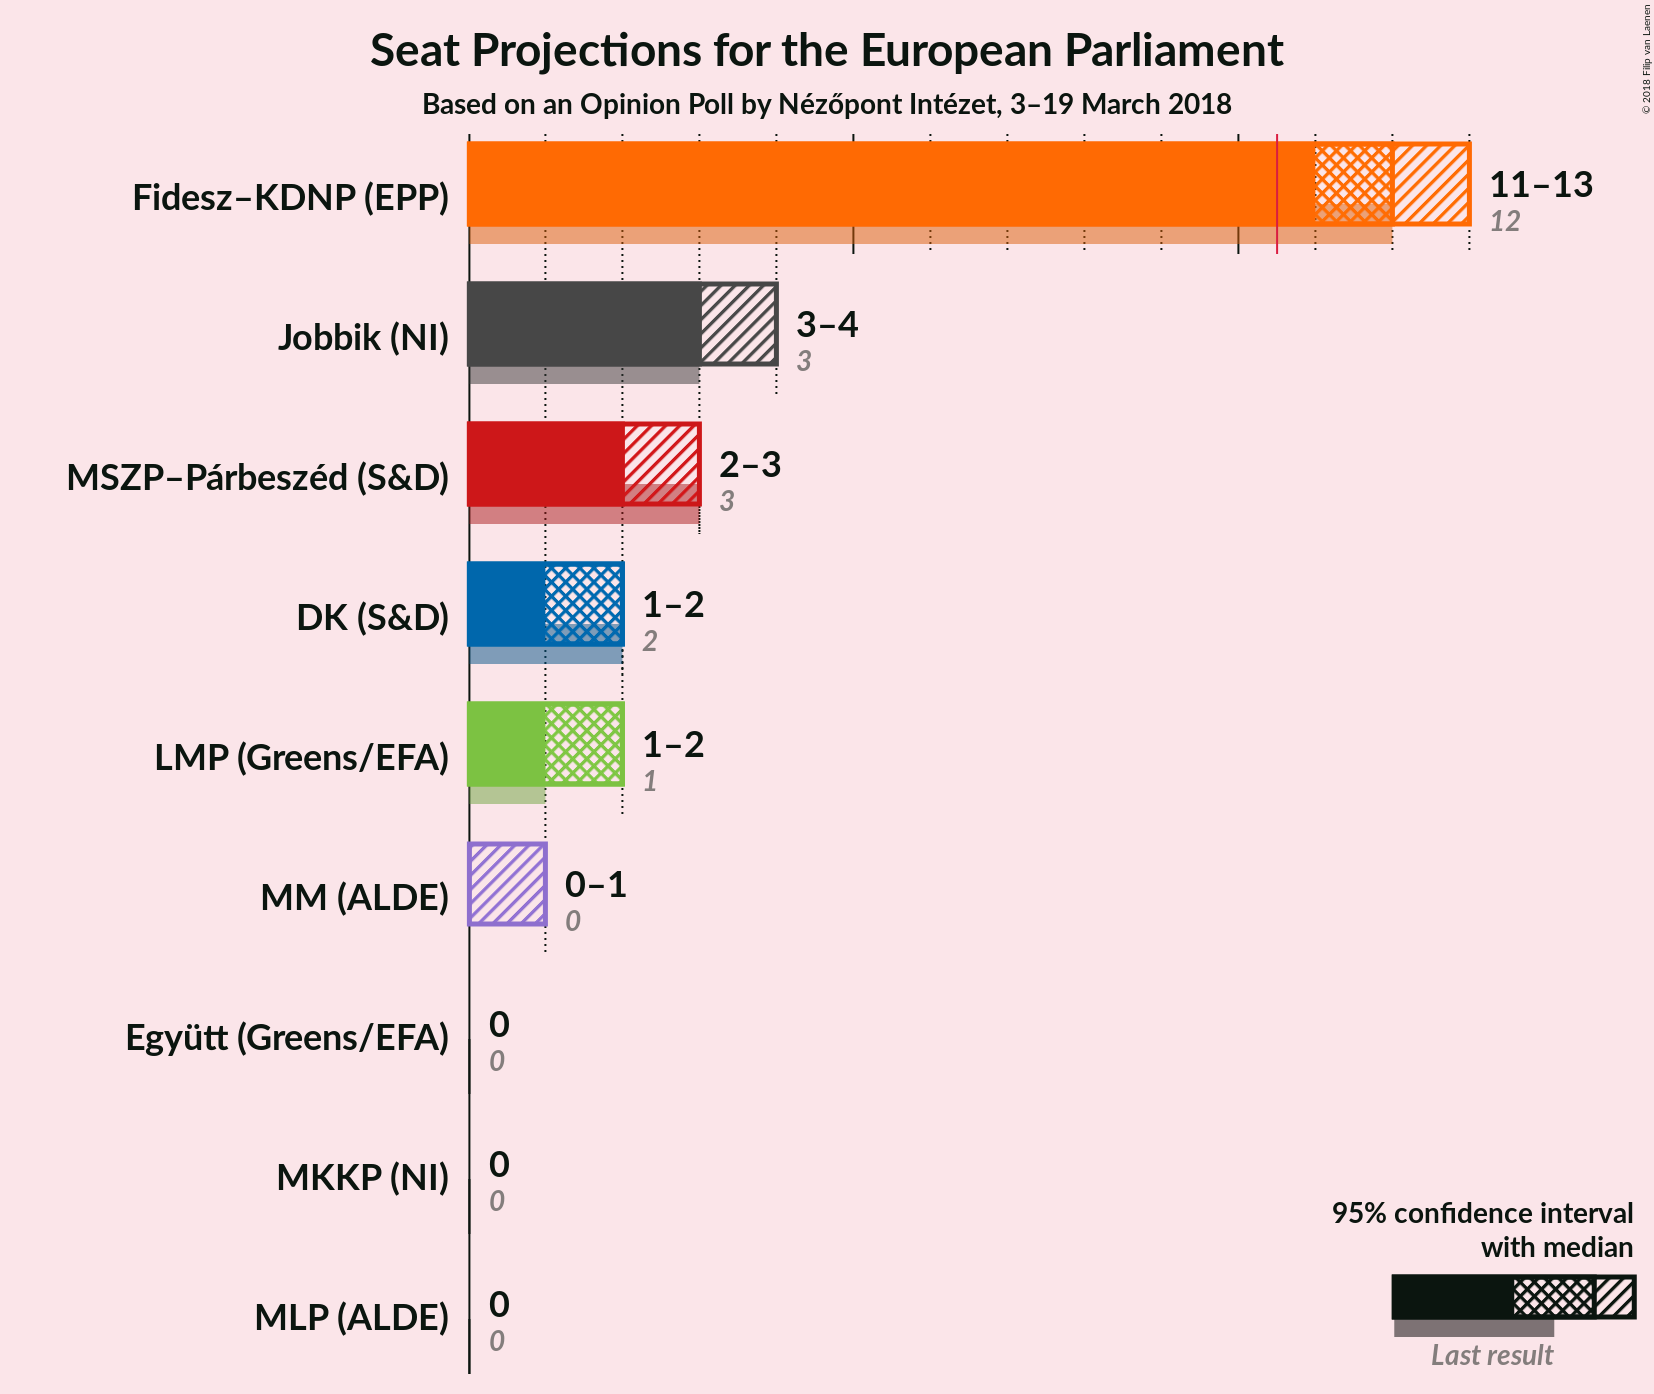 Seat Projections for the European Parliament
Based on an Opinion Poll by Nézőpont Intézet, 3–19 March 2018
© 2018 Filip van Laenen
Fidesz–KDNP (EPP)
11–13
12
Jobbik (NI)
3–4
3
MSZP–Párbeszéd (S&D)
2–3
3
DK (S&D)
1–2
2
LMP (Greens/EFA)
1–2
1
MM (ALDE)
0–1
0
Együtt (Greens/EFA)
0
0
MKKP (NI)
0
0
MLP (ALDE)
0
0
95% confidence interval
with median
Last result